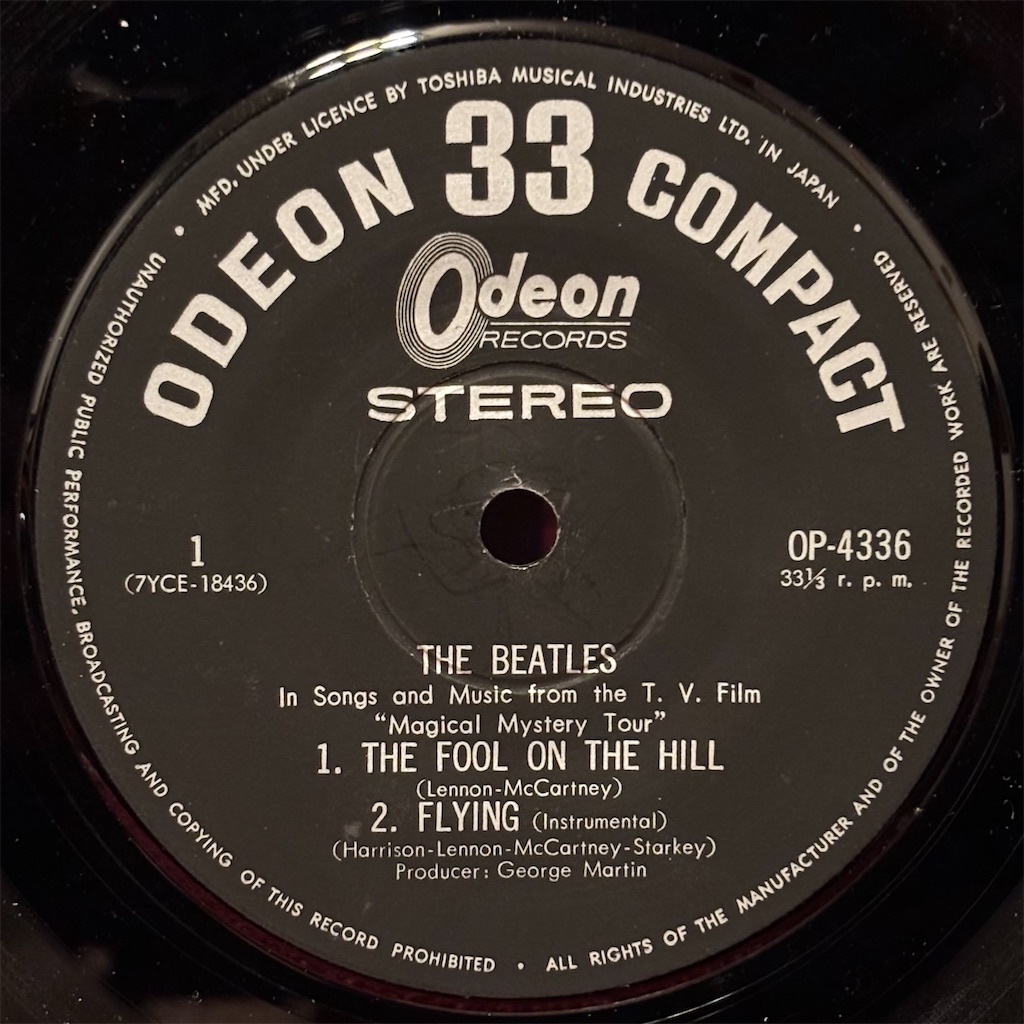 MFD. UNDER LICENCE BY TOSHIBA MUSICAL INDUSTRIES LTD. IN JAPAN
ODEON 33 COMPACT
Odeon
RECORDS
STEREO
1
(7YCE-18436)
OP-4336
33⅓ r. p. m.
THE BEATLES
In Songs and Music from the T. V. Film
“Magical Mystery Tour”
1. THE FOOL ON THE HILL
(Lennon-McCartney)
2. FLYING (Instrumental)
(Harrison-Lennon-McCartney-Starkey)
Producer: George Martin
UNAUTHORIZED PUBLIC PERFORMANCE, BROADCASTING AND COPYING OF THIS RECORD PROHIBITED • ALL RIGHTS OF THE MANUFACTURER AND OF THE OWNER OF THE RECORDED WORK ARE RESERVED